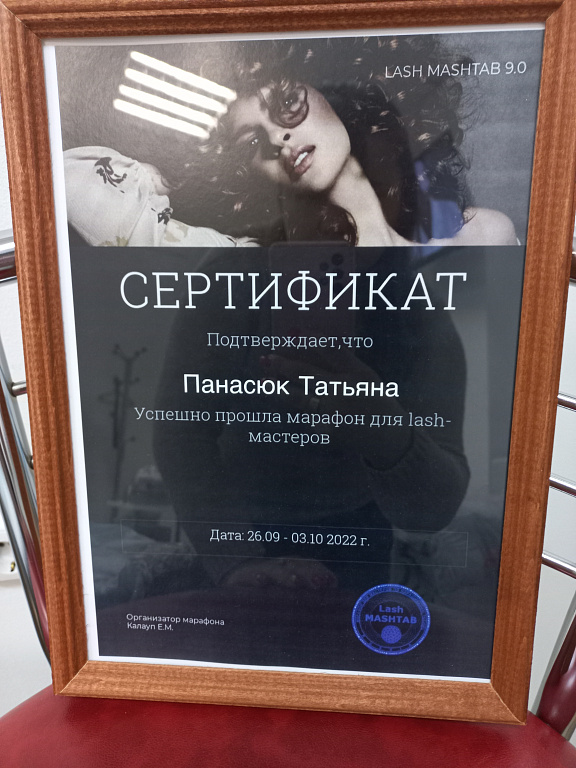 LASH MASHTAB 9.0
СЕРТИФИКАТ
Подтверждает,что
Панасюк Татьяна
Успешно прошла марафон для lash-
мастеров
Дата: 26.09 - 03.10 2022 г.
Организатор марафона
Калауп Е.М.
Lash
MASHTAB